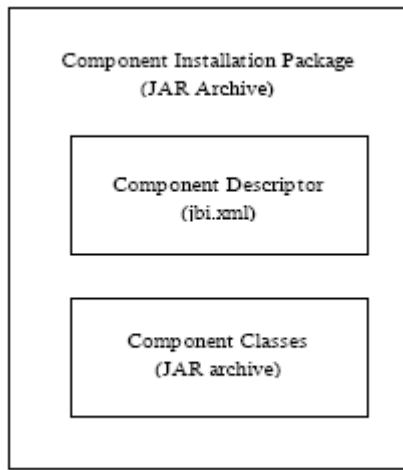 Component Installation Package
(JAR Archive)
Component Descriptor
(jbi.xml)
Component Classes
(JAR archive)